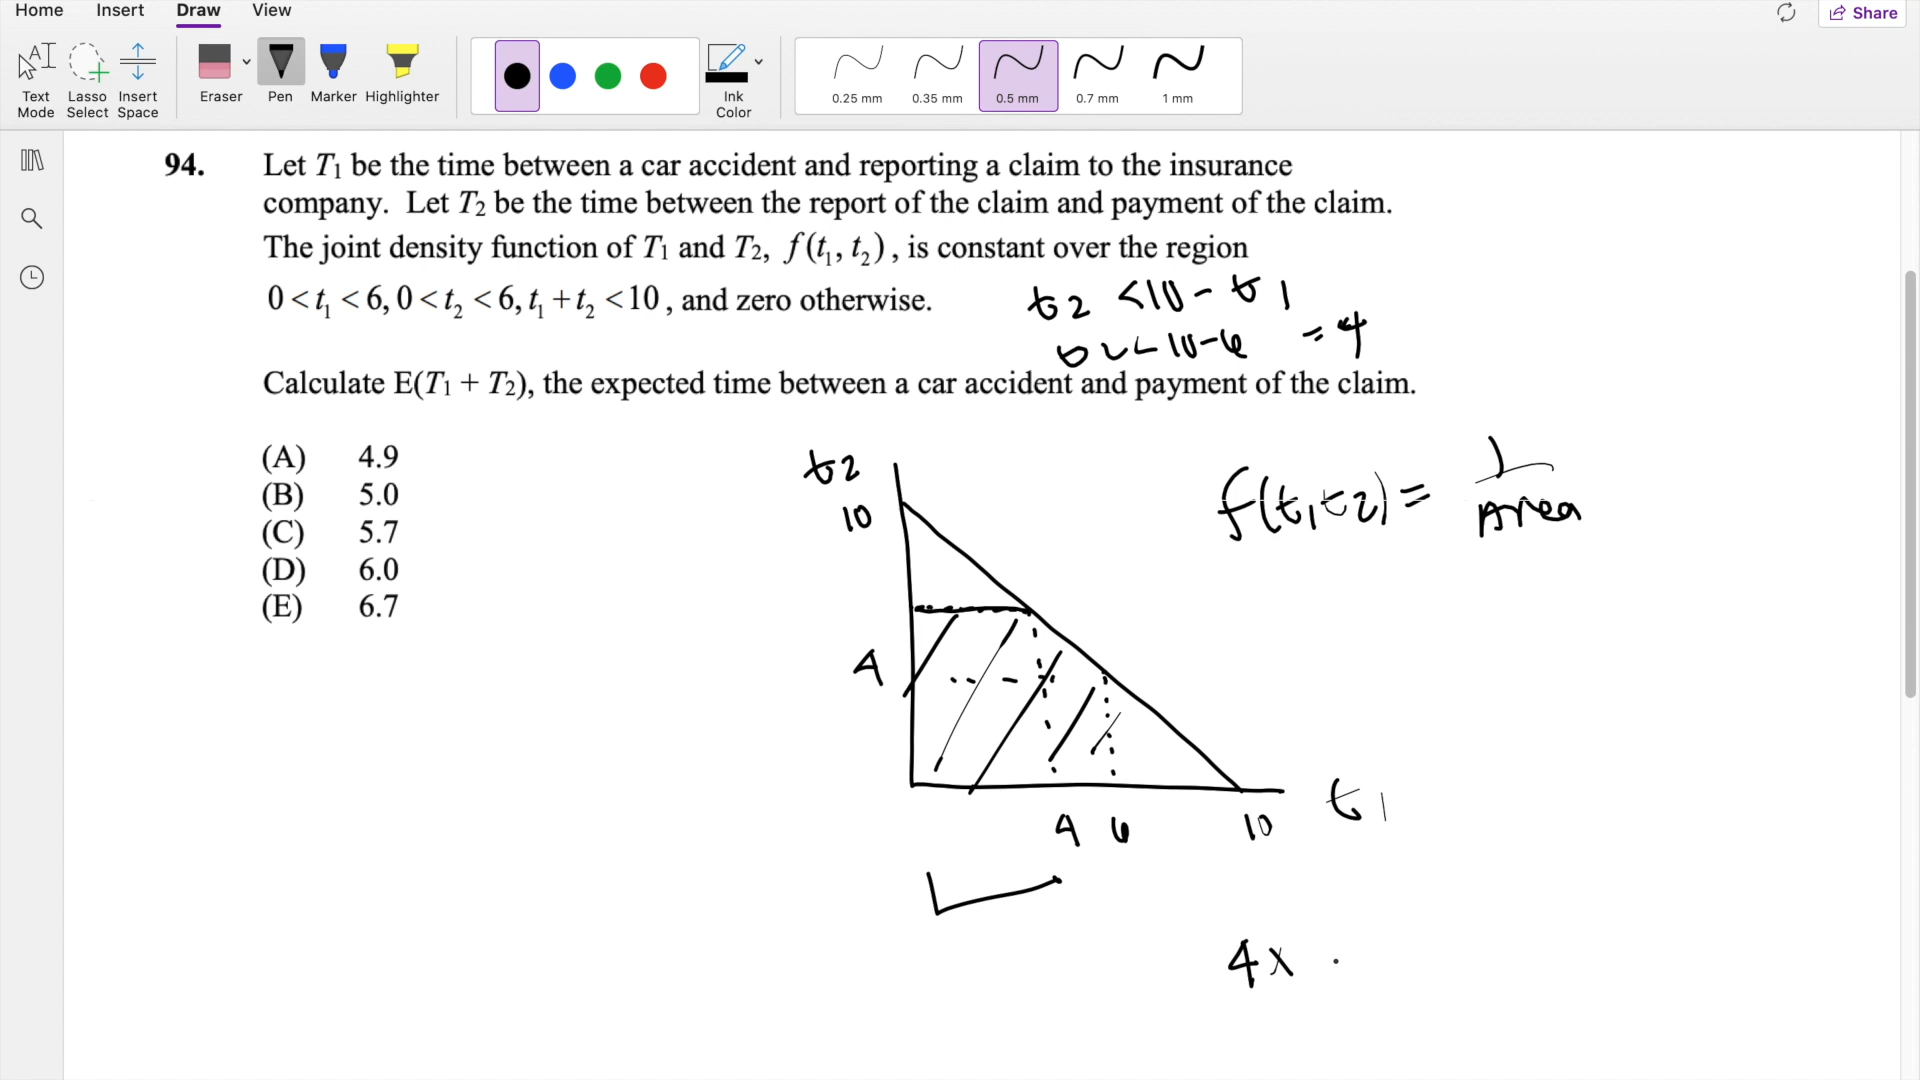 Home Insert Draw View
Share
Text Mode
Lasso Select
Insert Space
Eraser
Pen
Marker
Highlighter
Ink Color
0.25 mm
0.35 mm
0.5 mm
0.7 mm
1 mm
94. Let T₁ be the time between a car accident and reporting a claim to the insurance
company. Let T₂ be the time between the report of the claim and payment of the claim.
The joint density function of T₁ and T₂, f(t₁, t₂), is constant over the region
0 < t₁ < 6, 0 < t₂ < 6, t₁ + t₂ < 10, and zero otherwise.
t2 < 10 - t1
t2 < 10-6 = 4
Calculate E(T₁ + T₂), the expected time between a car accident and payment of the claim.
(A) 4.9
(B) 5.0
(C) 5.7
(D) 6.0
(E) 6.7
t2
10
4
4 6 10 t1
f(t1,t2) = 1/Area
4x